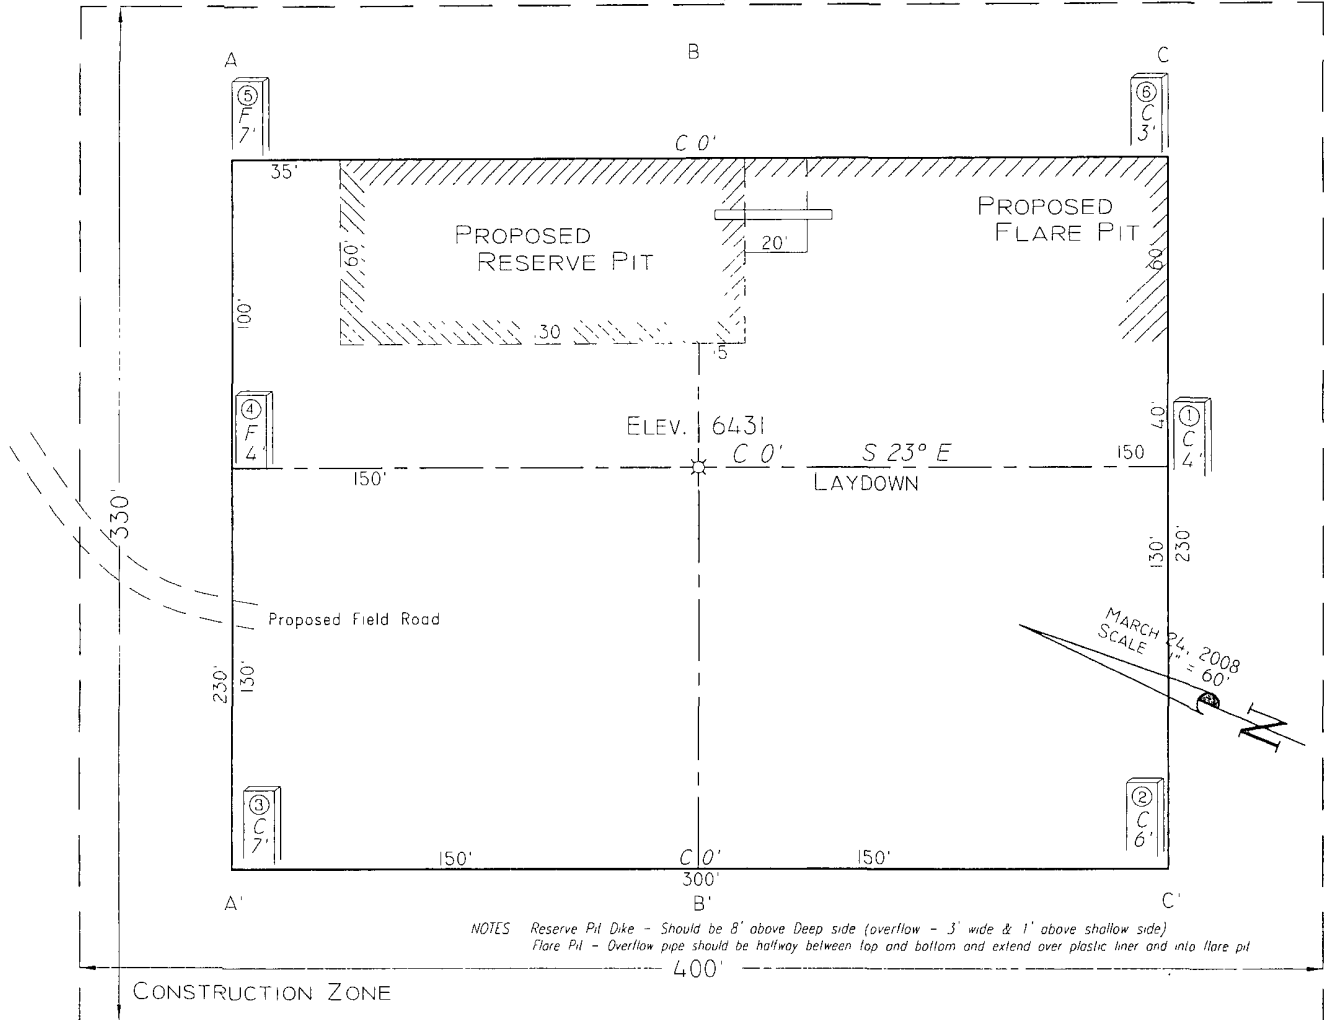 A
B
C
⑤
F
7'
⑥
C
3'
C 0'
35'
PROPOSED
RESERVE PIT
60'
20'
PROPOSED
FLARE PIT
60'
100'
30
5
④
F
4'
ELEV. 6431
C 0'
S 23° E
150
40'
①
C
4'
150'
LAYDOWN
330'
130'
230'
Proposed Field Road
MARCH 24, 2008
SCALE 1" = 60'
N
230'
130'
③
C
7'
②
C
6'
150'
C 0'
150'
300'
A'
B'
C'
NOTES Reserve Pit Dike - Should be 8' above Deep side (overflow - 3' wide & 1' above shallow side)
Flare Pit - Overflow pipe should be halfway between top and bottom and extend over plastic liner and into flare pit
400'
CONSTRUCTION ZONE